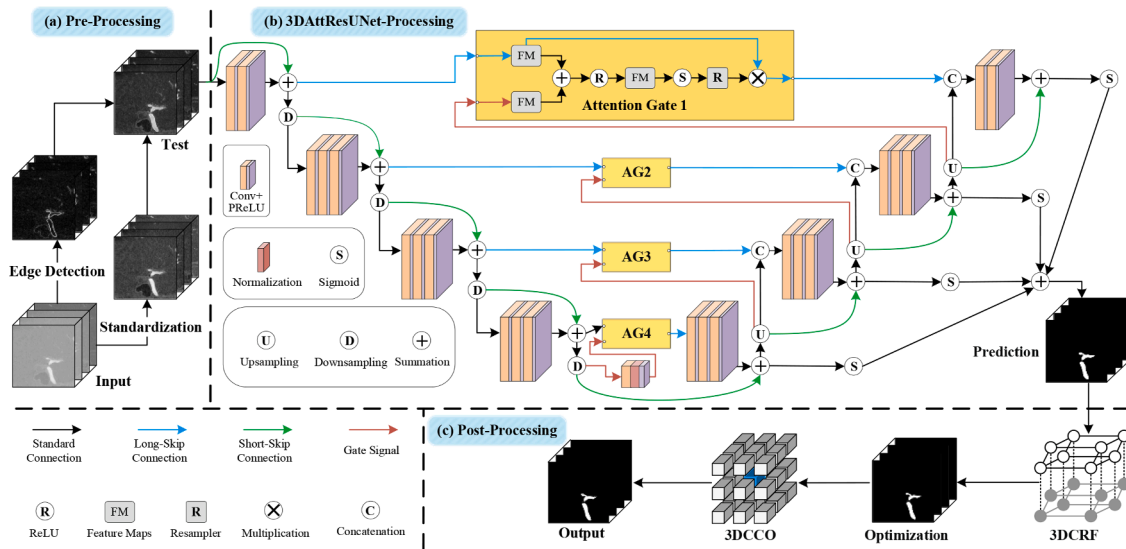 (a) Pre-Processing
Test
Edge Detection
Standardization
Input
(b) 3DAttResUNet-Processing
FM
R
FM
S
R
FM
Attention Gate 1
C
S
D
U
Conv+
PReLU
AG2
C
S
D
U
Normalization
S
Sigmoid
AG3
C
S
D
U
U
Upsampling
D
Downsampling
Summation
AG4
D
S
Prediction
Standard
Connection
Long-Skip
Connection
Short-Skip
Connection
Gate Signal
R
ReLU
FM
Feature Maps
R
Resampler
Multiplication
C
Concatenation
(c) Post-Processing
Output
3DCCO
Optimization
3DCRF